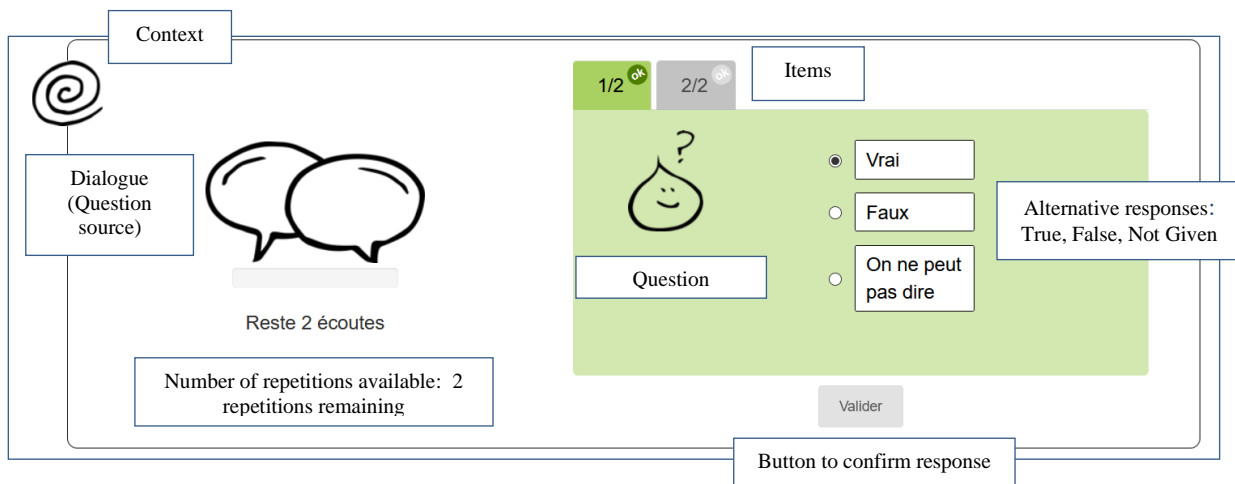 Context
1/2 ok
2/2 ok
Items
Dialogue
(Question
source)
?
Vrai
Faux
On ne peut
pas dire
Alternative responses:
True, False, Not Given
Question
Reste 2 écoutes
Number of repetitions available: 2
repetitions remaining
Valider
Button to confirm response